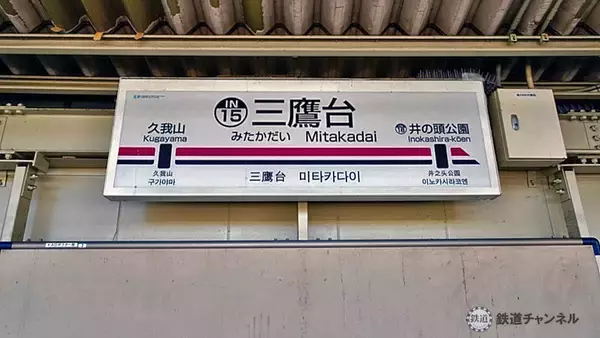 IN
15
三鷹台
みたかだい Mitakadai
久我山
Kugayama
井の頭公園
Inokashira-kōen
久我山
구가야마
三鷹台 미타카다이
井之头公园
이노카시라코엔
鉄道 鉄道チャンネル